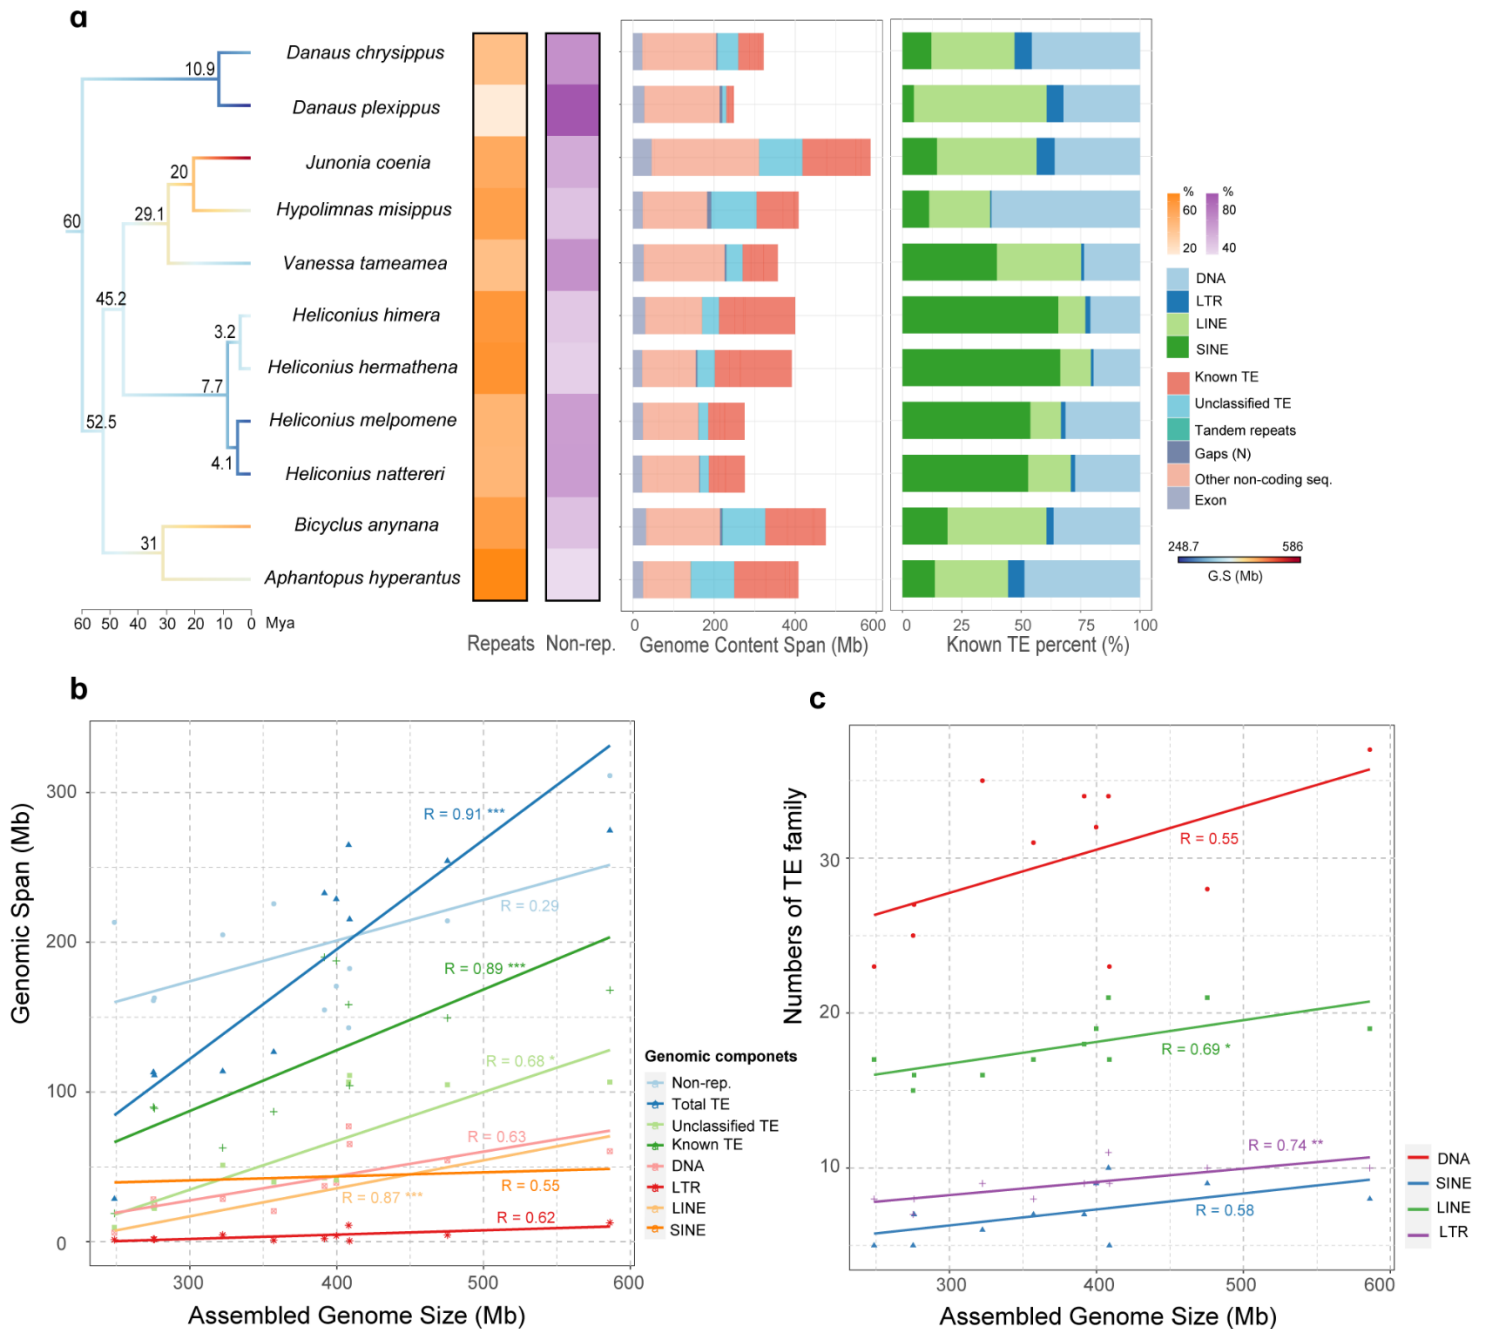 a
Danaus chrysippus
Danaus plexippus
Junonia coenia
Hypolimnas misippus
Vanessa tameamea
Heliconius himera
Heliconius hermathena
Heliconius melpomene
Heliconius nattereri
Bicyclus anynana
Aphantopus hyperantus
10.9
20
60
29.1
45.2
3.2
7.7
52.5
4.1
31
60 50 40 30 20 10 0 Mya
Repeats Non-rep.
0 200 400 600
Genome Content Span (Mb)
0 25 50 75 100
Known TE percent (%)
% %
60 80
20 40
DNA
LTR
LINE
SINE
Known TE
Unclassified TE
Tandem repeats
Gaps (N)
Other non-coding seq.
Exon
248.7 586
G.S (Mb)
b
Genomic Span (Mb)
300
200
100
0
R = 0.91 ***
R = 0.29
R = 0.89 ***
R = 0.68 *
R = 0.63
R = 0.55
R = 0.87 ***
R = 0.62
300 400 500 600
Assembled Genome Size (Mb)
Genomic componets
Non-rep.
Total TE
Unclassified TE
Known TE
DNA
LTR
LINE
SINE
c
Numbers of TE family
30
20
10
R = 0.55
R = 0.69 *
R = 0.74 **
R = 0.58
300 400 500 600
Assembled Genome Size (Mb)
DNA
SINE
LINE
LTR